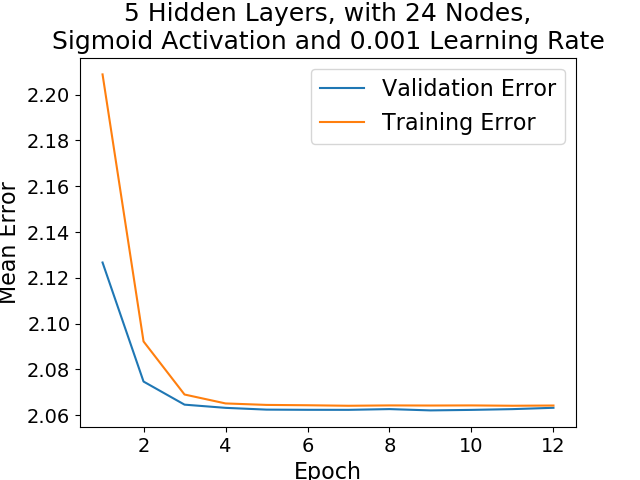 5 Hidden Layers, with 24 Nodes,
Sigmoid Activation and 0.001 Learning Rate
Validation Error
Training Error
2.20
2.18
2.16
2.14
2.12
2.10
2.08
2.06
Mean Error
2 4 6 8 10 12
Epoch